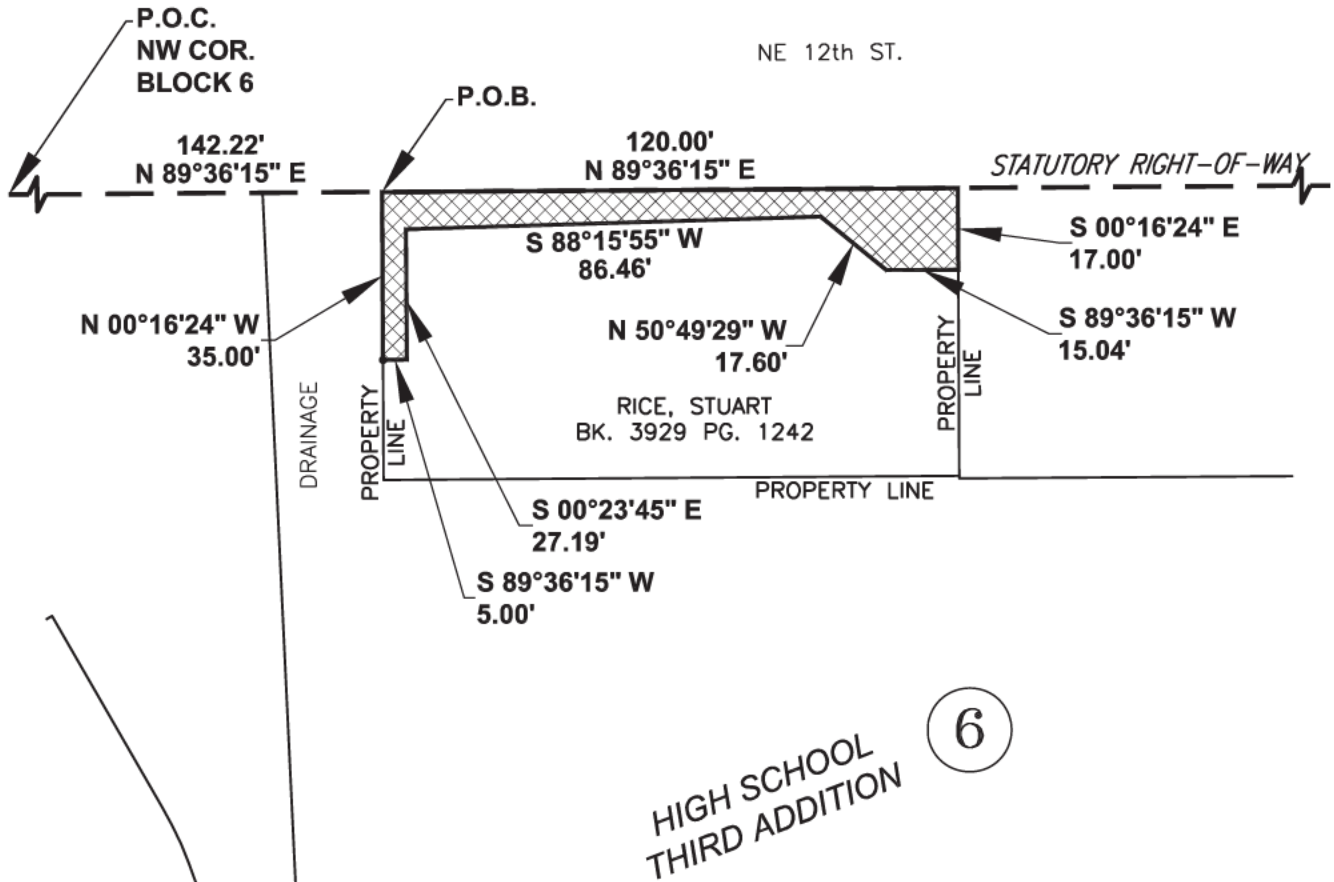 P.O.C.
NW COR.
BLOCK 6
NE 12th ST.
P.O.B.
142.22'
N 89°36'15" E
120.00'
N 89°36'15" E
STATUTORY RIGHT-OF-WAY
S 88°15'55" W
86.46'
S 00°16'24" E
17.00'
N 00°16'24" W
35.00'
N 50°49'29" W
17.60'
S 89°36'15" W
15.04'
DRAINAGE
PROPERTY
LINE
RICE, STUART
BK. 3929 PG. 1242
PROPERTY
LINE
PROPERTY LINE
S 00°23'45" E
27.19'
S 89°36'15" W
5.00'
6
HIGH SCHOOL
THIRD ADDITION